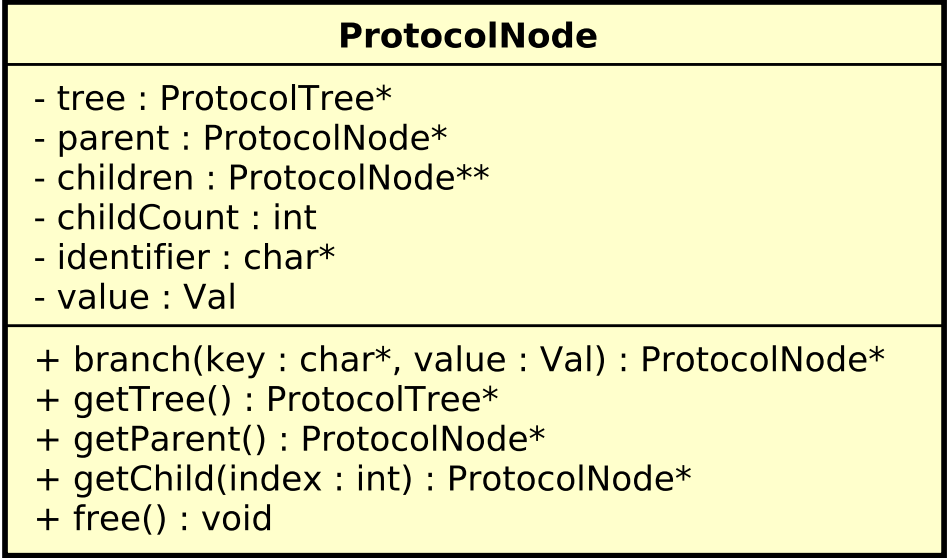 ProtocolNode
- tree : ProtocolTree*
- parent : ProtocolNode*
- children : ProtocolNode**
- childCount : int
- identifier : char*
- value : Val
+ branch(key : char*, value : Val) : ProtocolNode*
+ getTree() : ProtocolTree*
+ getParent() : ProtocolNode*
+ getChild(index : int) : ProtocolNode*
+ free() : void